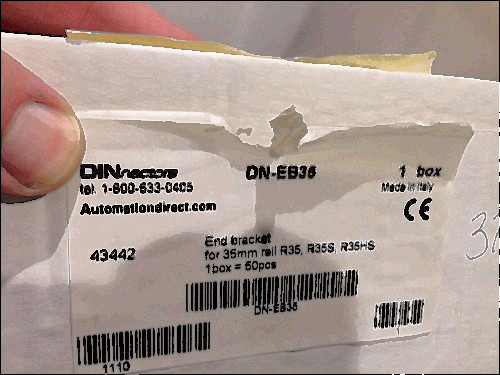 DINnectors DN-EB35 1 box
tel. 1-800-633-0405 Made in Italy
Automationdirect.com
CE
43442
End bracket
for 35mm rail R35, R35S, R35HS
1box = 50pcs
DN-EB35
1
1110